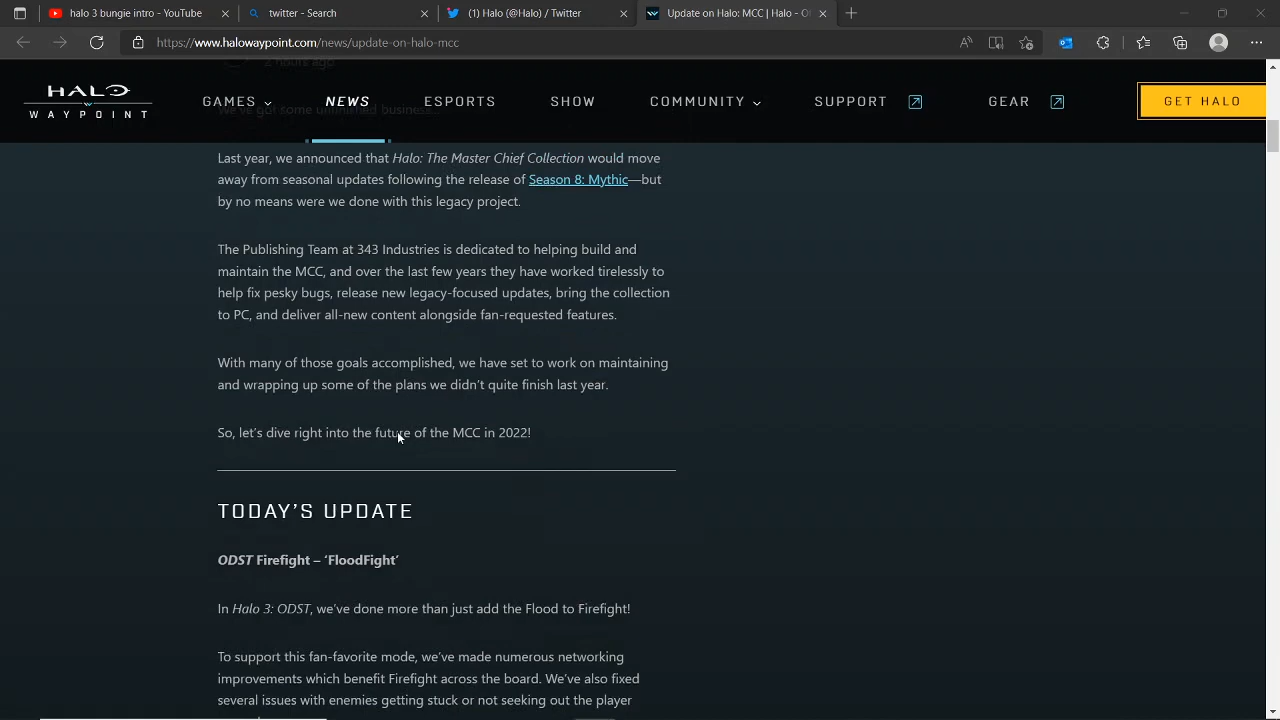 halo 3 bungie intro - YouTube
twitter - Search
(1) Halo (@Halo) / Twitter
Update on Halo: MCC | Halo - O
https://www.halowaypoint.com/news/update-on-halo-mcc
2 hours ago
HALO
WAYPOINT
GAMES
NEWS
ESPORTS
SHOW
COMMUNITY
SUPPORT
GEAR
GET HALO
We've got some unfinished business...
Last year, we announced that Halo: The Master Chief Collection would move
away from seasonal updates following the release of Season 8: Mythic—but
by no means were we done with this legacy project.
The Publishing Team at 343 Industries is dedicated to helping build and
maintain the MCC, and over the last few years they have worked tirelessly to
help fix pesky bugs, release new legacy-focused updates, bring the collection
to PC, and deliver all-new content alongside fan-requested features.
With many of those goals accomplished, we have set to work on maintaining
and wrapping up some of the plans we didn't quite finish last year.
So, let's dive right into the future of the MCC in 2022!
TODAY'S UPDATE
ODST Firefight – 'FloodFight'
In Halo 3: ODST, we've done more than just add the Flood to Firefight!
To support this fan-favorite mode, we've made numerous networking
improvements which benefit Firefight across the board. We've also fixed
several issues with enemies getting stuck or not seeking out the player